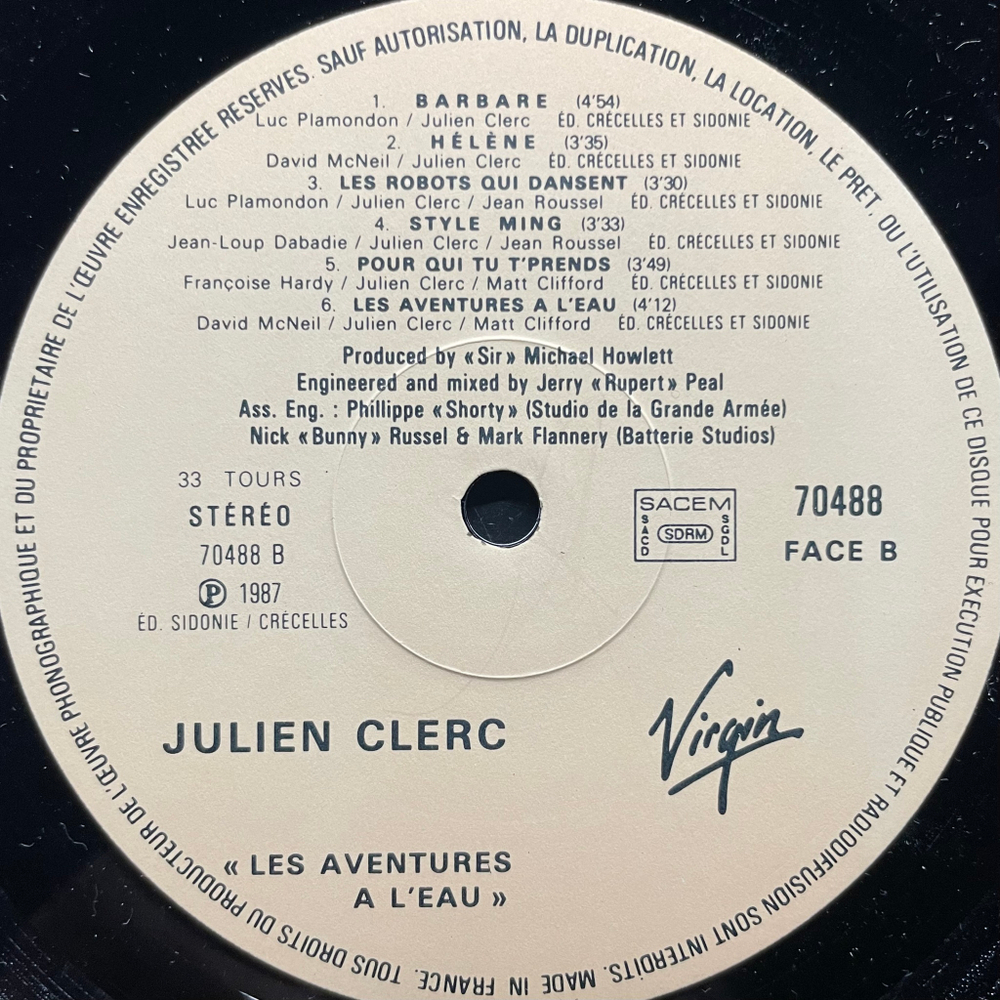 TOUS DROITS DU PRODUCTEUR DE L'ŒUVRE PHONOGRAPHIQUE ET DU PROPRIETAIRE DE L'ŒUVRE ENREGISTREE RESERVES. SAUF AUTORISATION, LA DUPLICATION, LA LOCATION, LE PRET, OU L'UTILISATION DE CE DISQUE POUR EXECUTION PUBLIQUE ET RADIODIFFUSION SONT INTERDITS. MADE IN FRANCE.
1. BARBARE (4'54)
Luc Plamondon / Julien Clerc ÉD. CRÉCELLES ET SIDONIE
2. HÉLÈNE (3'35)
David McNeil / Julien Clerc ÉD. CRÉCELLES ET SIDONIE
3. LES ROBOTS QUI DANSENT (3'30)
Luc Plamondon / Julien Clerc / Jean Roussel ÉD. CRÉCELLES ET SIDONIE
4. STYLE MING (3'33)
Jean-Loup Dabadie / Julien Clerc / Jean Roussel ÉD. CRÉCELLES ET SIDONIE
5. POUR QUI TU T'PRENDS (3'49)
Françoise Hardy / Julien Clerc / Matt Clifford ÉD. CRÉCELLES ET SIDONIE
6. LES AVENTURES A L'EAU (4'12)
David McNeil / Julien Clerc / Matt Clifford ÉD. CRÉCELLES ET SIDONIE
Produced by «Sir» Michael Howlett
Engineered and mixed by Jerry «Rupert» Peal
Ass. Eng. : Phillippe «Shorty» (Studio de la Grande Armée)
Nick «Bunny» Russel & Mark Flannery (Batterie Studios)
33 TOURS
STÉRÉO
70488 B
Ⓟ 1987
ÉD. SIDONIE / CRÉCELLES
SACEM
SACD
SDRM
SGDL
70488
FACE B
JULIEN CLERC
Virgin
« LES AVENTURES
A L'EAU »